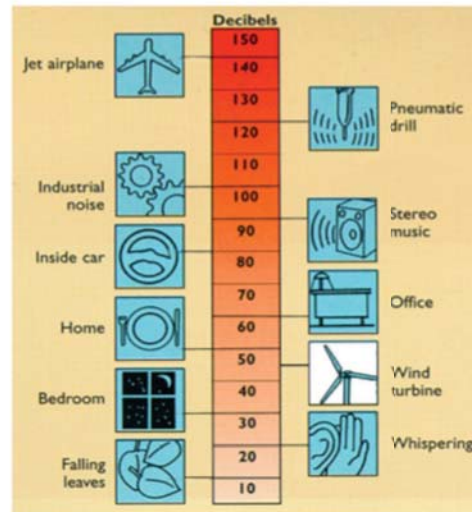 Decibels
150
Jet airplane
140
130
Pneumatic
drill
120
110
Industrial
noise
100
Stereo
music
90
Inside car
80
70
Office
Home
60
50
Wind
turbine
Bedroom
40
30
Whispering
Falling
leaves
20
10